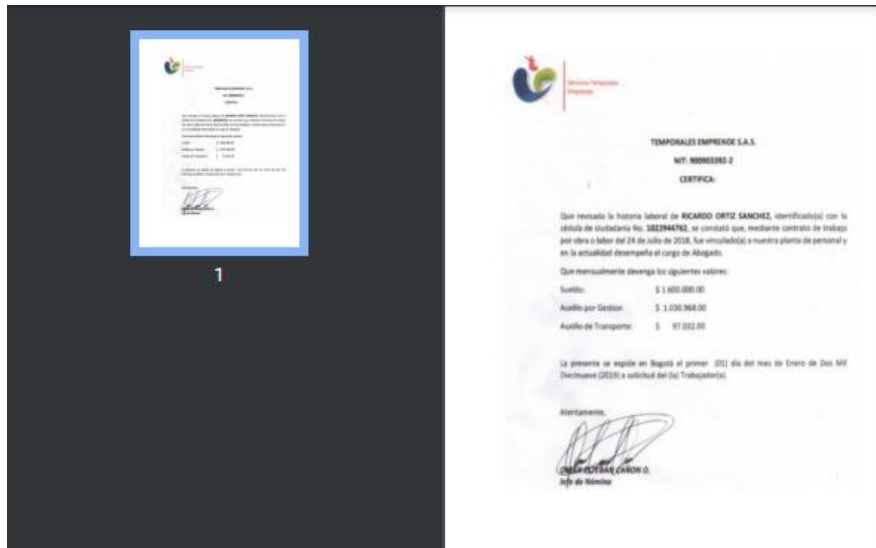 1
Servicios Temporales
Emprende
TEMPORALES EMPRENDE S.A.S.
NIT: 900903392-2
CERTIFICA:
Que revisada la historia laboral de RICARDO ORTIZ SANCHEZ, identificado(a) con la
cédula de ciudadanía No. 1022944762, se constató que, mediante contrato de trabajo
por obra o labor del 24 de Julio de 2018, fue vinculado(a) a nuestra planta de personal y
en la actualidad desempeña el cargo de Abogado.
Que mensualmente devenga los siguientes valores:
Sueldo: $ 1.600.000.00
Auxilio por Gestion $ 1.030.968.00
Auxilio de Transporte: $ 97.032.00
La presente se expide en Bogotá el primer (01) día del mes de Enero de Dos Mil
Diecinueve (2019) a solicitud del (la) Trabajador(a)
Atentamente,
ESTEBAN CAÑON O.
Jefe de Nómina